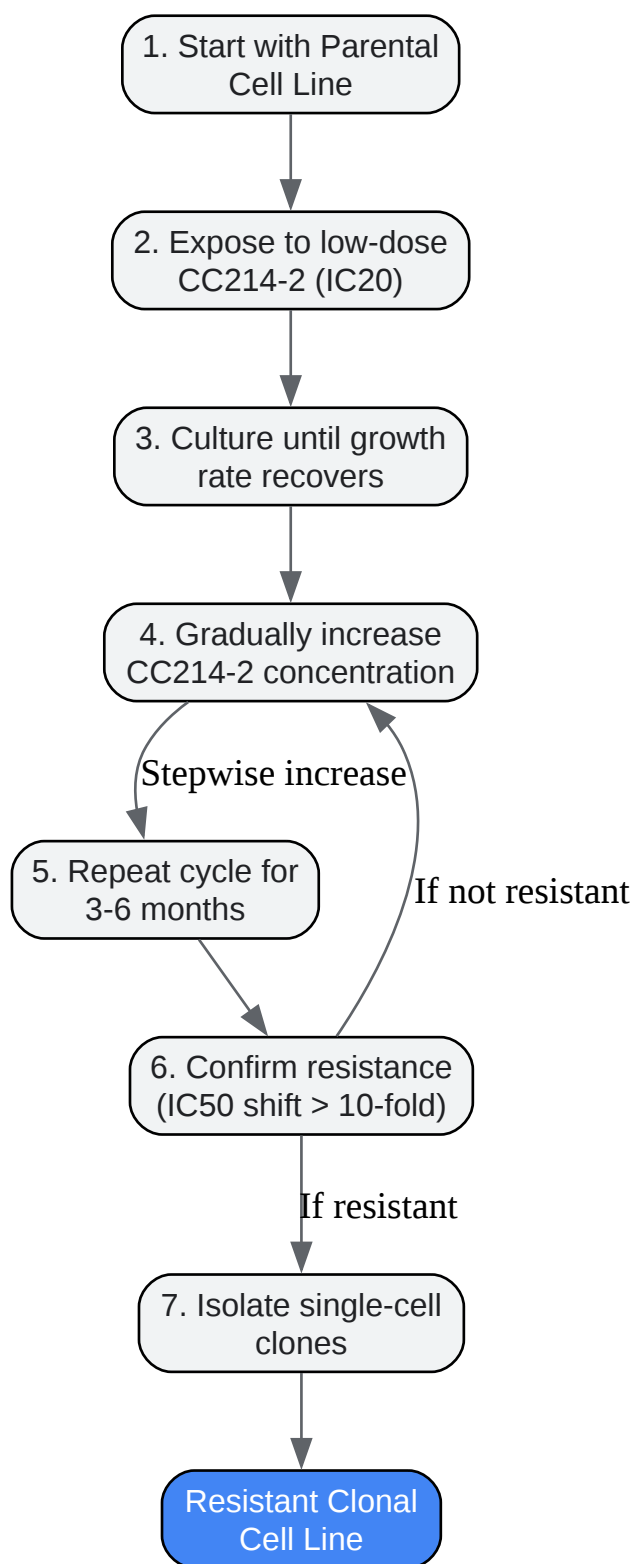 1. Start with Parental
Cell Line
2. Expose to low-dose
CC214-2 (IC20)
3. Culture until growth
rate recovers
4. Gradually increase
CC214-2 concentration
Stepwise increase
5. Repeat cycle for
3-6 months
If not resistant
6. Confirm resistance
(IC50 shift > 10-fold)
If resistant
7. Isolate single-cell
clones
Resistant Clonal
Cell Line